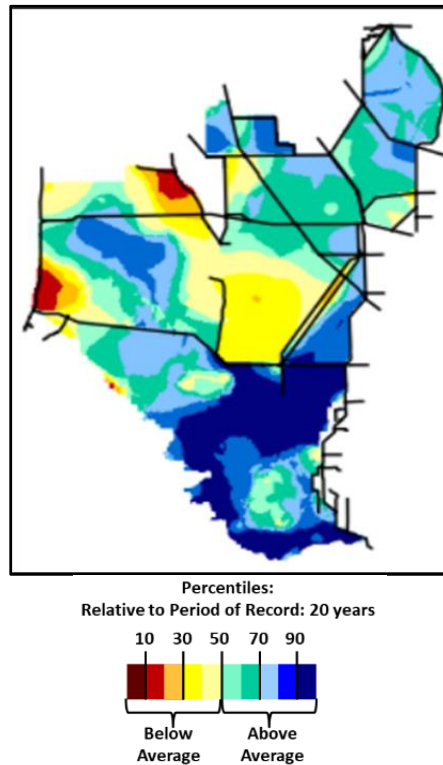 Percentiles:
Relative to Period of Record: 20 years
10 30 50 70 90
Below Above
Average Average